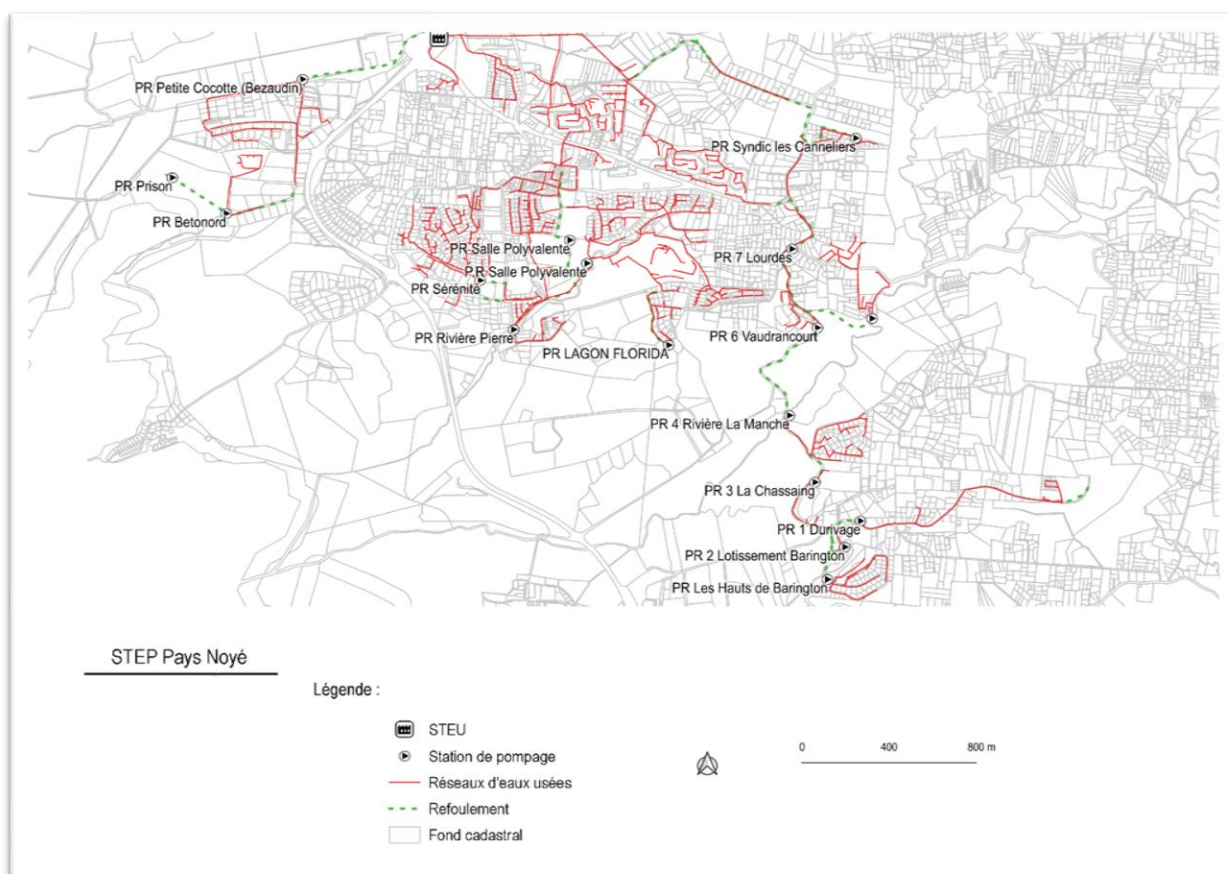 PR Petite Cocotte (Bezaudin)
PR Syndic les Canneliers
PR Prison
PR Betonord
PR Salle Polyvalente
PR 7 Lourdes
PR Salle Polyvalente
PR Sérénité
PR Rivière Pierre
PR 6 Vaudrancourt
PR LAGON FLORIDA
PR 4 Rivière La Manche
PR 3 La Chassaing
PR 1 Durivage
PR 2 Lotissement Barington
PR Les Hauts de Barington
STEP Pays Noyé
Légende :
STEU
Station de pompage
Réseaux d'eaux usées
Refoulement
Fond cadastral
0 400 800 m